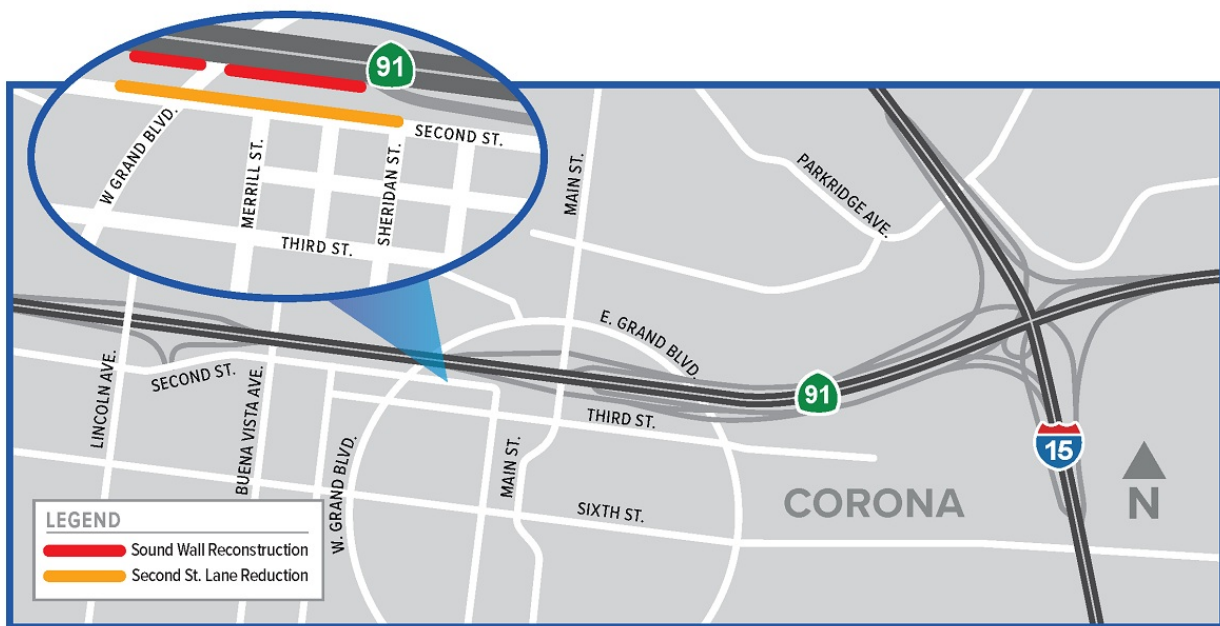 91
SECOND ST.
W GRAND BLVD.
MERRILL ST.
SHERIDAN ST.
THIRD ST.
MAIN ST.
PARKRIDGE AVE.
E. GRAND BLVD.
LINCOLN AVE.
SECOND ST.
BUENA VISTA AVE.
W. GRAND BLVD.
MAIN ST.
THIRD ST.
91
15
SIXTH ST.
CORONA
N
LEGEND
Sound Wall Reconstruction
Second St. Lane Reduction